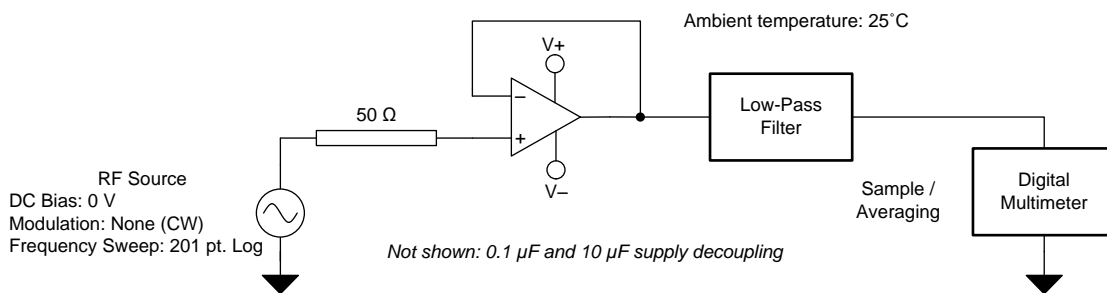 Ambient temperature: 25˚C
V+
−
50 Ω
+
V−
Low-Pass
Filter
RF Source
DC Bias: 0 V
Modulation: None (CW)
Frequency Sweep: 201 pt. Log
Sample /
Averaging
Digital
Multimeter
Not shown: 0.1 µF and 10 µF supply decoupling